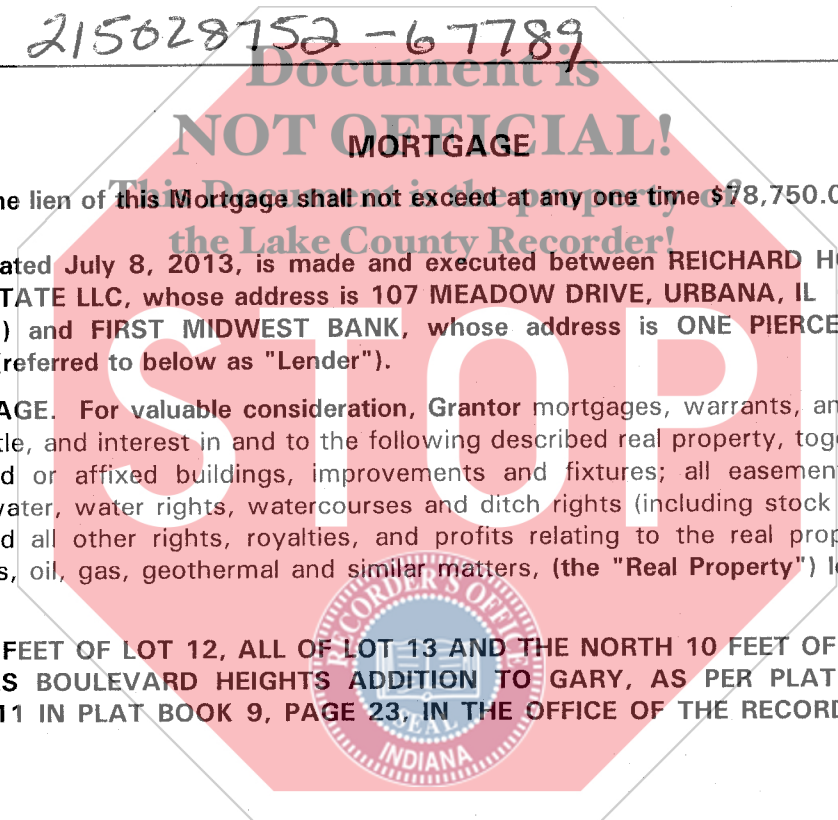 215028752-67789
Document is
NOT OFFICIAL!
MORTGAGE
This Document is the property of
the Lake County Recorder!
lien of this Mortgage shall not exceed at any one time $78,750.0
ated July 8, 2013, is made and executed between REICHARD H
TATE LLC, whose address is 107 MEADOW DRIVE, URBANA, IL
) and FIRST MIDWEST BANK, whose address is ONE PIERCE
(referred to below as "Lender").
STOP
AGE. For valuable consideration, Grantor mortgages, warrants, an
tle, and interest in and to the following described real property, tog
d or affixed buildings, improvements and fixtures; all easemen
vater, water rights, watercourses and ditch rights (including stock
d all other rights, royalties, and profits relating to the real prop
s, oil, gas, geothermal and similar matters, (the "Real Property") l
RECORDER'S OFFICE
SEAL
INDIANA
FEET OF LOT 12, ALL OF LOT 13 AND THE NORTH 10 FEET OF
S BOULEVARD HEIGHTS ADDITION TO GARY, AS PER PLAT
11 IN PLAT BOOK 9, PAGE 23, IN THE OFFICE OF THE RECORD